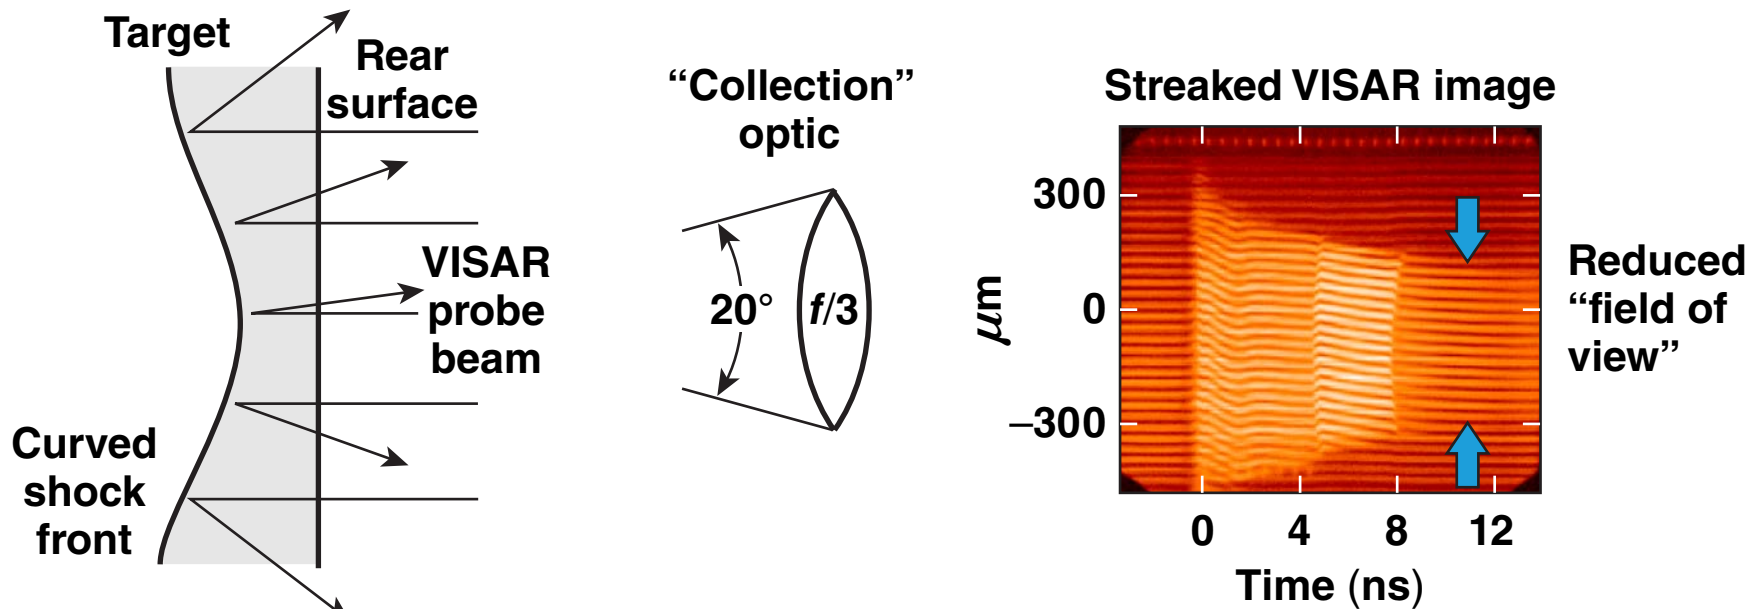 Target
Rear
surface
VISAR
probe
beam
Curved
shock
front
“Collection”
optic
20°
f/3
Streaked VISAR image
300
0
–300
μm
0 4 8 12
Time (ns)
Reduced
“field of
view”